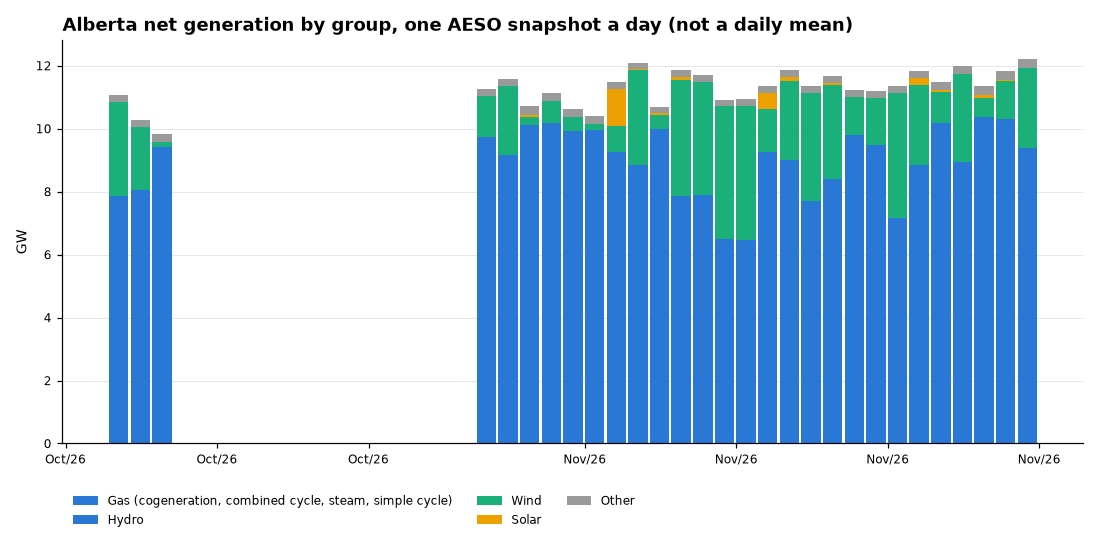 Alberta net generation by group, one AESO snapshot a day (not a daily mean)
GW
12
10
8
6
4
2
0
Oct/26 Oct/26 Oct/26 Nov/26 Nov/26 Nov/26 Nov/26
Gas (cogeneration, combined cycle, steam, simple cycle) Wind Other
Hydro Solar